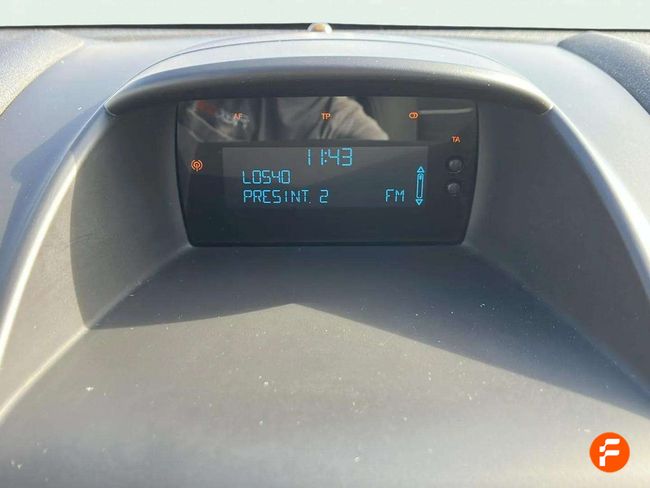 AF TP
TA
11:43
LOS40
PRESINT. 2 FM